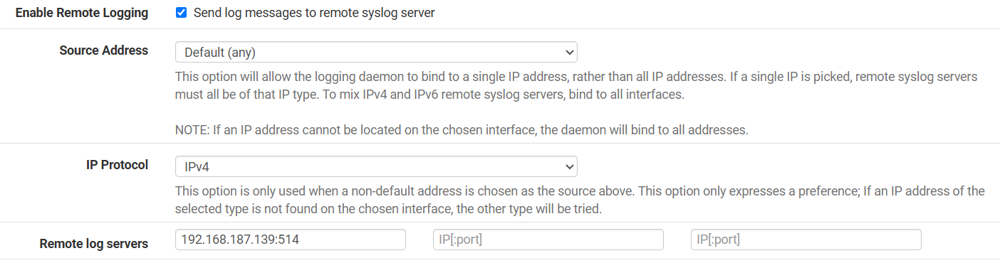 Enable Remote Logging Send log messages to remote syslog server
Source Address Default (any)
This option will allow the logging daemon to bind to a single IP address, rather than all IP addresses. If a single IP is picked, remote syslog servers
must all be of that IP type. To mix IPv4 and IPv6 remote syslog servers, bind to all interfaces.
NOTE: If an IP address cannot be located on the chosen interface, the daemon will bind to all addresses.
IP Protocol IPv4
This option is only used when a non-default address is chosen as the source above. This option only expresses a preference; If an IP address of the
selected type is not found on the chosen interface, the other type will be tried.
Remote log servers 192.168.187.139:514 IP[:port] IP[:port]